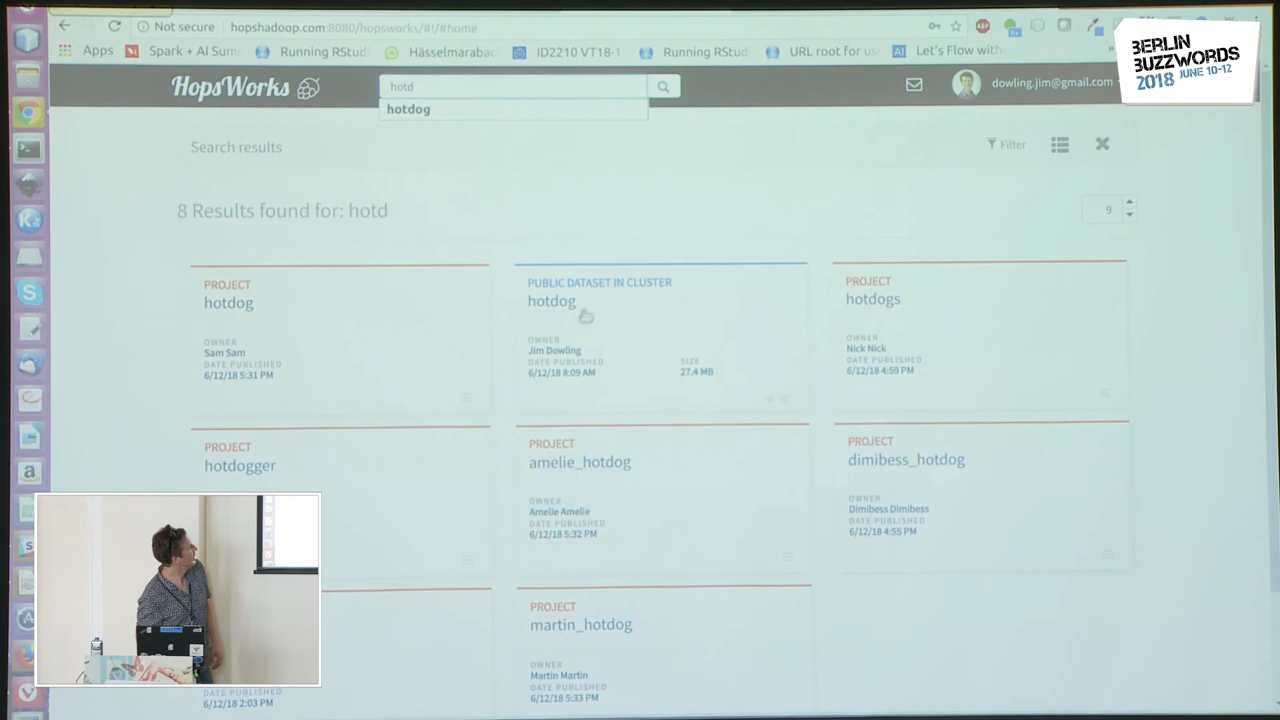 Not secure hopshadoop.com:8080/hopsworks/#!/#home
Apps Spark + AI Sum Running RStudi Hässelmaraba ID2210 VT18-1 Running RStudi URL root for us Let's Flow with
BERLIN
BUZZWORDS
2018 JUNE 10-12
HopsWorks hotd dowling.jim@gmail.com
hotdog
Search results Filter
8 Results found for: hotd 9
PROJECT
hotdog
OWNER
Sam Sam
DATE PUBLISHED
6/12/18 5:31 PM
PUBLIC DATASET IN CLUSTER
hotdog
OWNER
Jim Dowling
DATE PUBLISHED
6/12/18 8:09 AM
SIZE
27.4 MB
PROJECT
hotdogs
OWNER
Nick Nick
DATE PUBLISHED
6/12/18 4:59 PM
PROJECT
hotdogger
PROJECT
amelie_hotdog
OWNER
Amelie Amelie
DATE PUBLISHED
6/12/18 5:32 PM
PROJECT
dimibess_hotdog
OWNER
Dimibess Dimibess
DATE PUBLISHED
6/12/18 4:55 PM
DATE PUBLISHED
6/12/18 2:03 PM
PROJECT
martin_hotdog
OWNER
Martin Martin
DATE PUBLISHED
6/12/18 5:33 PM